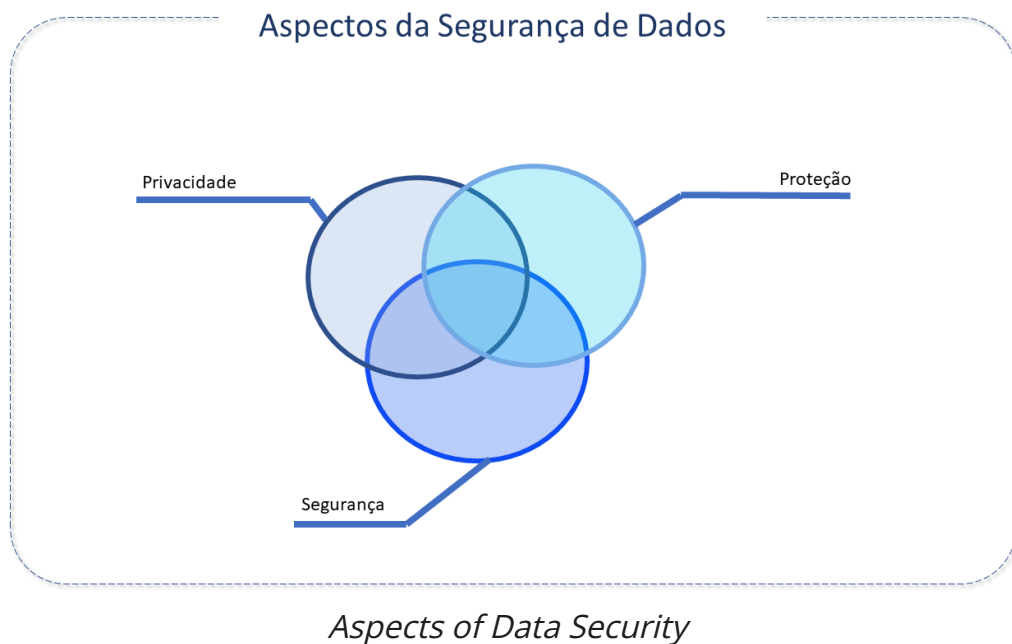 Aspectos da Segurança de Dados
Privacidade
Proteção
Segurança
Aspects of Data Security